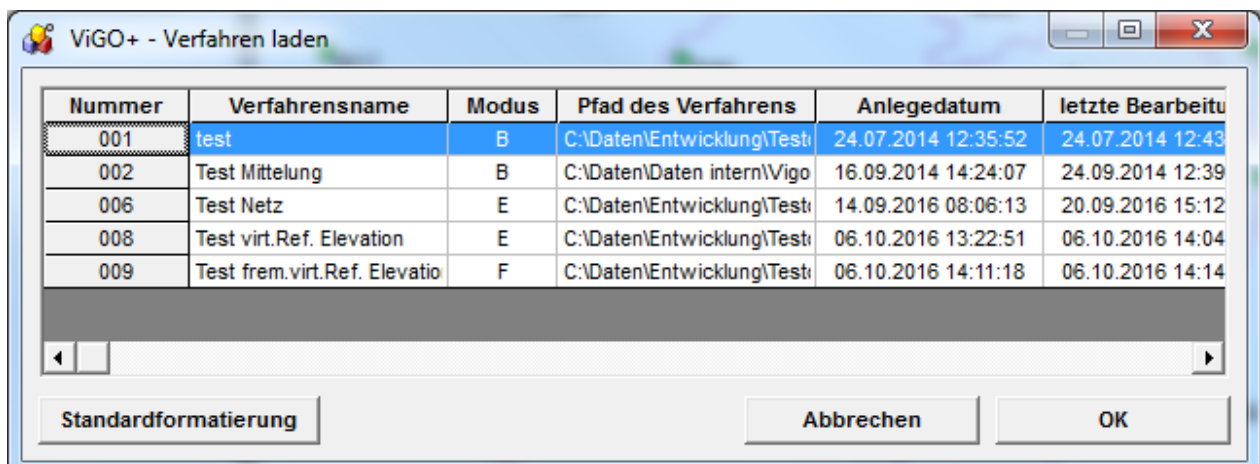 ViGO+ - Verfahren laden
Nummer Verfahrensname Modus Pfad des Verfahrens Anlegedatum letzte Bearbeitu
001 test B C:\Daten\Entwicklung\Test 24.07.2014 12:35:52 24.07.2014 12:43
002 Test Mittelung B C:\Daten\Daten intern\Vigo 16.09.2014 14:24:07 24.09.2014 12:39
006 Test Netz E C:\Daten\Entwicklung\Test 14.09.2016 08:06:13 20.09.2016 15:12
008 Test virt.Ref. Elevation E C:\Daten\Entwicklung\Test 06.10.2016 13:22:51 06.10.2016 14:04
009 Test frem.virt.Ref. Elevatio F C:\Daten\Entwicklung\Test 06.10.2016 14:11:18 06.10.2016 14:14
Standardformatierung Abbrechen OK